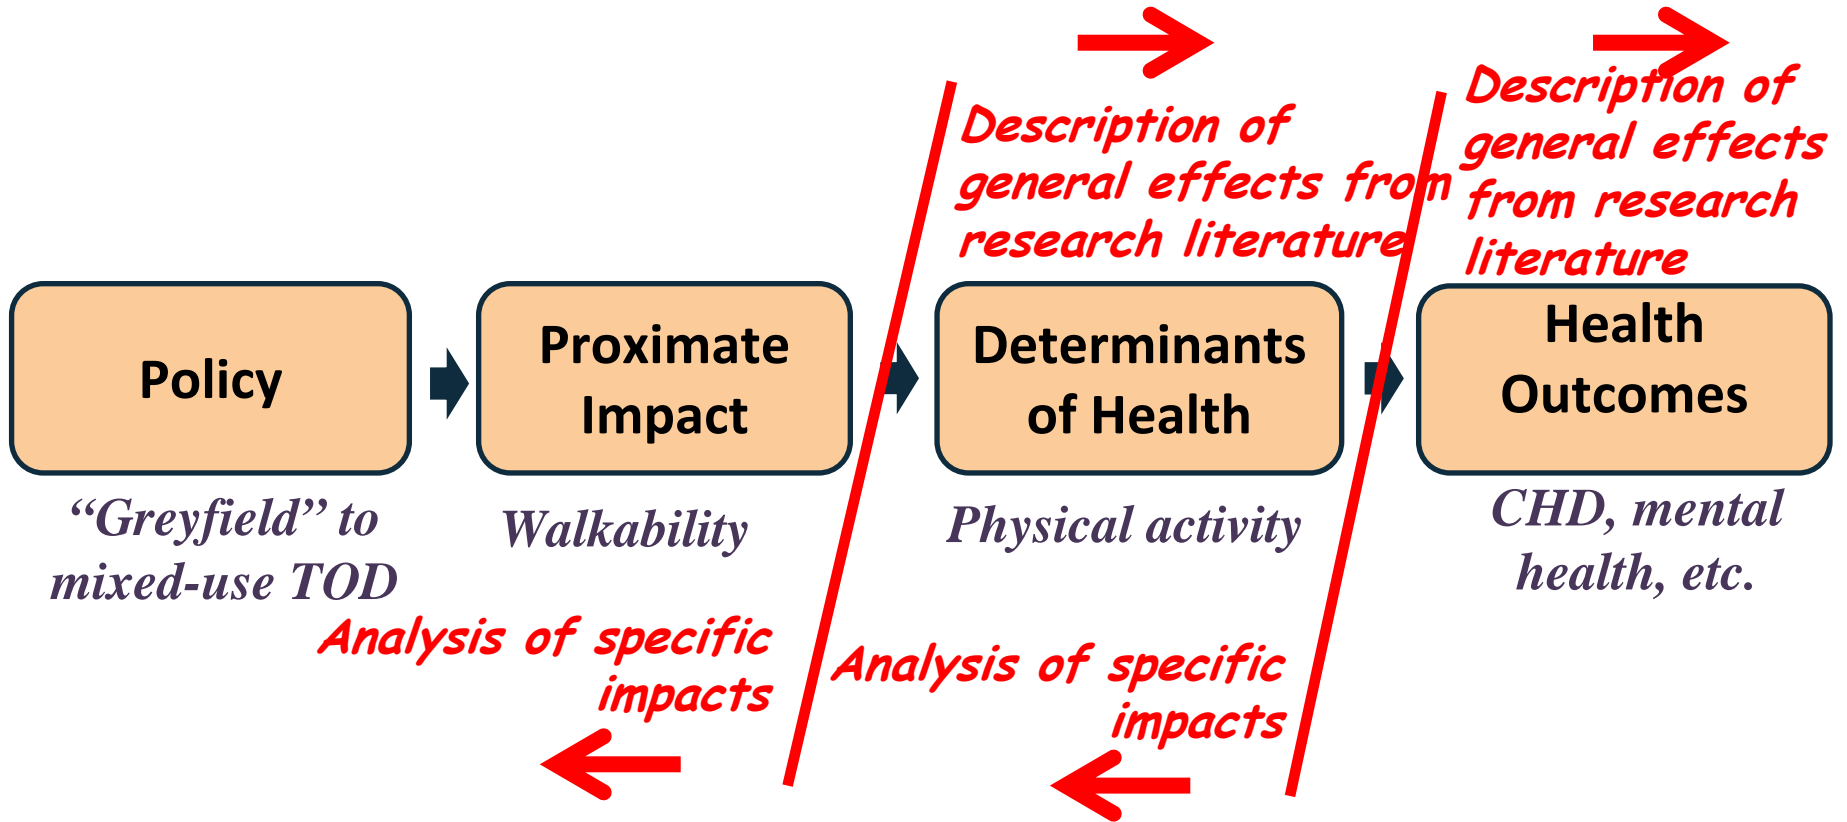 Description of
general effects from
research literature
Description of
general effects
from research
literature
Policy
Proximate
Impact
Determinants
of Health
Health
Outcomes
“Greyfield” to
mixed-use TOD
Walkability
Physical activity
CHD, mental
health, etc.
Analysis of specific
impacts
Analysis of specific
impacts